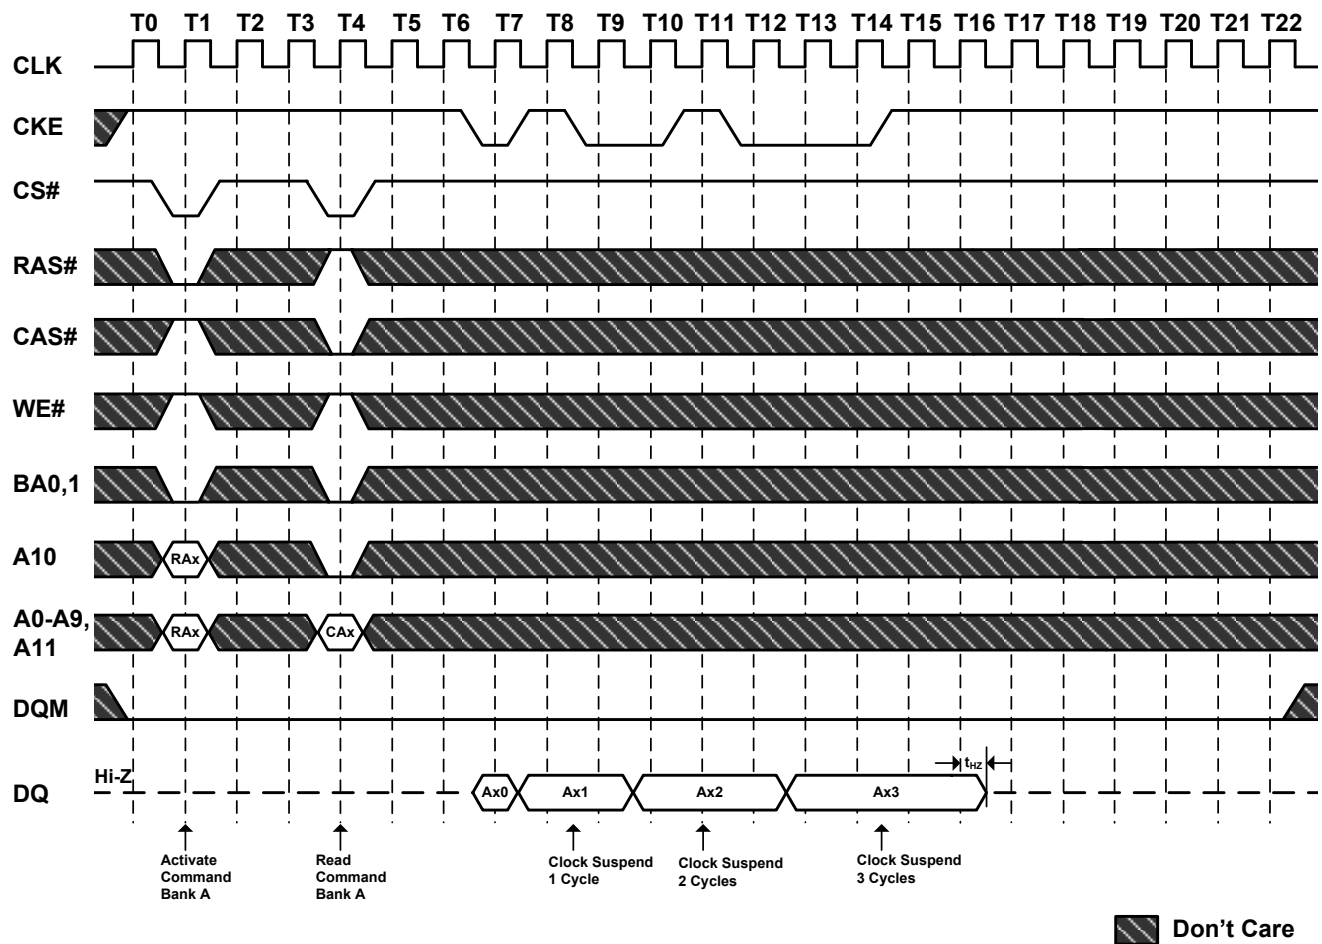 T0 T1 T2 T3 T4 T5 T6 T7 T8 T9 T10 T11 T12 T13 T14 T15 T16 T17 T18 T19 T20 T21 T22
CLK
CKE
CS#
RAS#
CAS#
WE#
BA0,1
A10
RAx
A0-A9,
A11
RAx
CAx
DQM
Hi-Z
tHZ
DQ
Ax0
Ax1
Ax2
Ax3
Activate
Command
Bank A
Read
Command
Bank A
Clock Suspend
1 Cycle
Clock Suspend
2 Cycles
Clock Suspend
3 Cycles
Don't Care